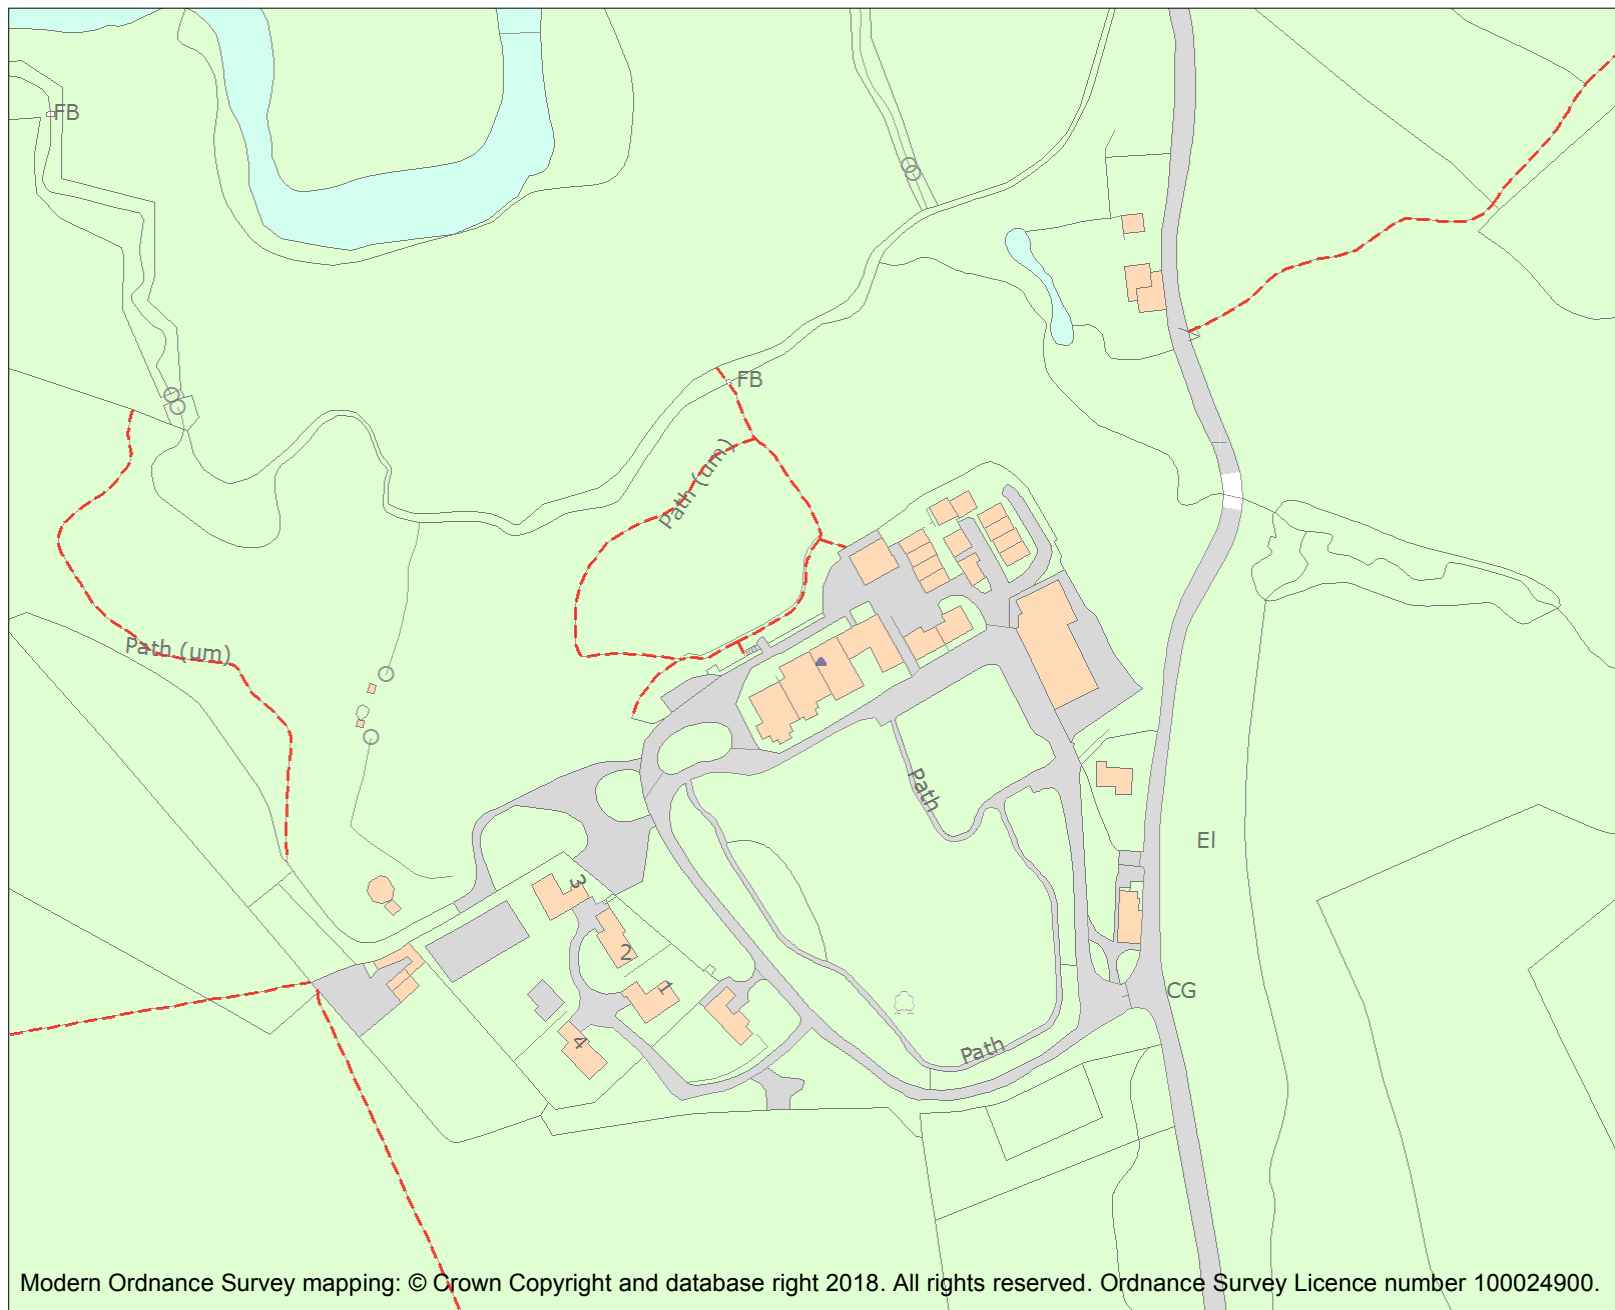 FB
FB
Path (um)
Path (um)
Path
El
3
2
1
CG
4
Path
Modern Ordnance Survey mapping: © Crown Copyright and database right 2018. All rights reserved. Ordnance Survey Licence number 100024900.